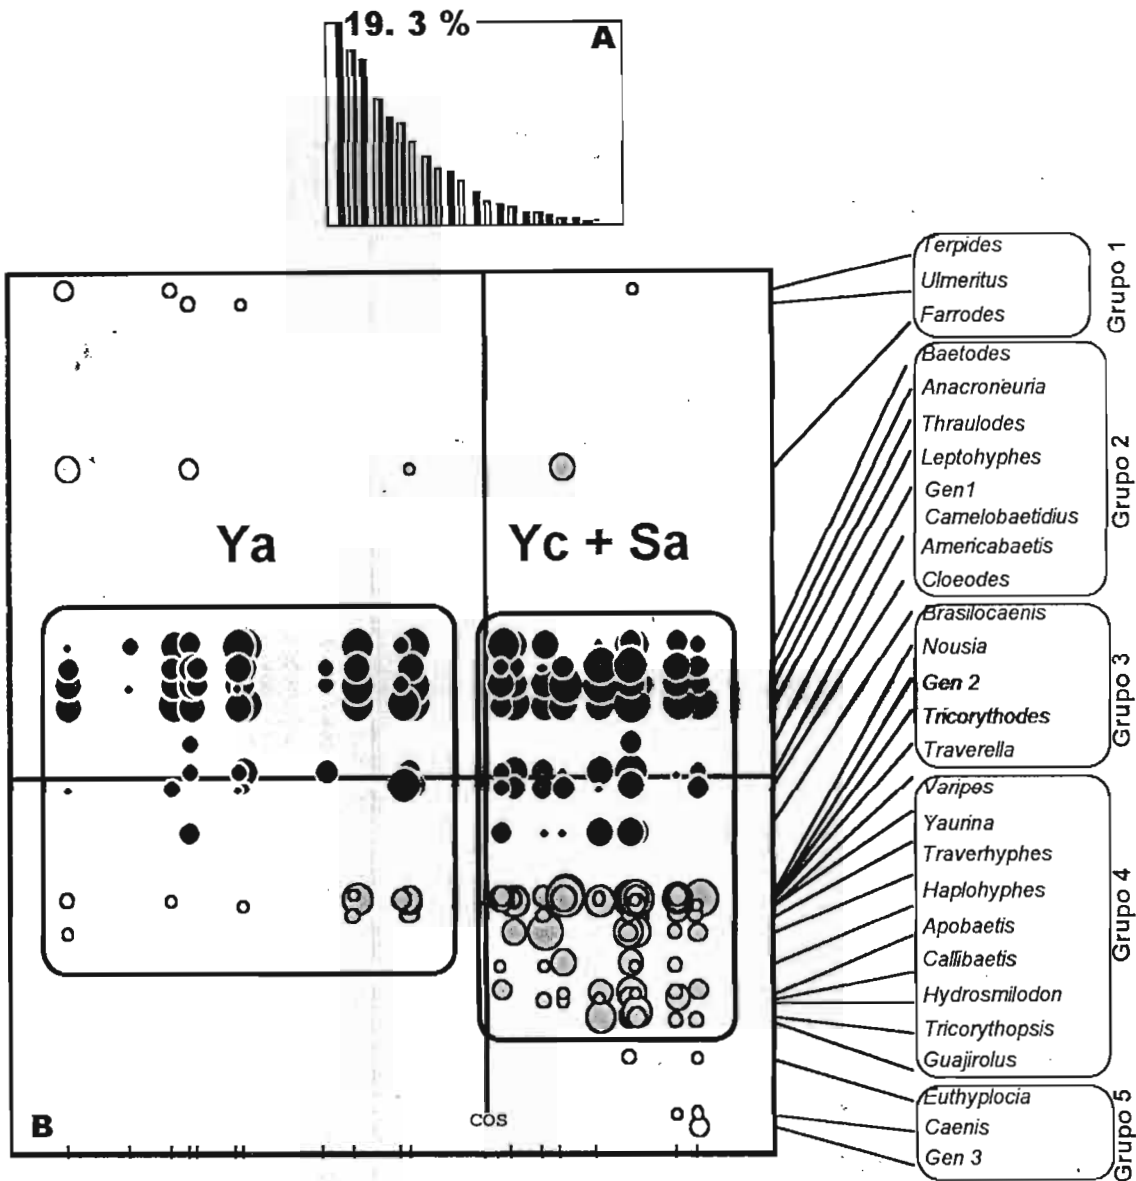 19. 3 %
A
Terpides
Ulmeritus
Farrodes
Grupo 1
Baetodes
Anacroneuria
Thraulodes
Leptohyphes
Gen1
Camelobaetidius
Americabaetis
Cloeodes
Grupo 2
Ya
Yc + Sa
Brasilocaenis
Nousia
Gen 2
Tricorythodes
Traverella
Grupo 3
Varipes
Yaurina
Traverhyphes
Haplohyphes
Apobaetis
Callibaetis
Hydrosmilodon
Tricorythopsis
Guajirolus
Grupo 4
Euthyplocia
Caenis
Gen 3
Grupo 5
B
COS